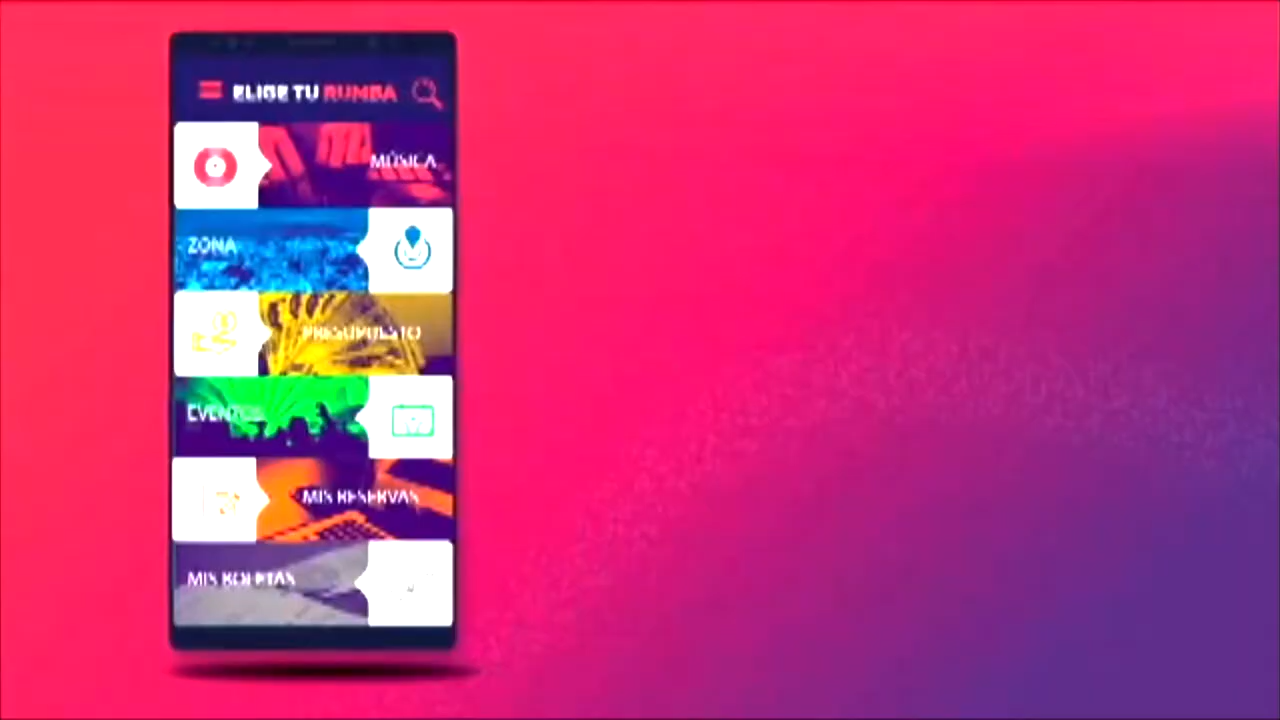 ELIGE TU RUMBA
MÚSICA
ZONA
PRESUPUESTO
EVENTOS
MIS RESERVAS
MIS BOLETAS